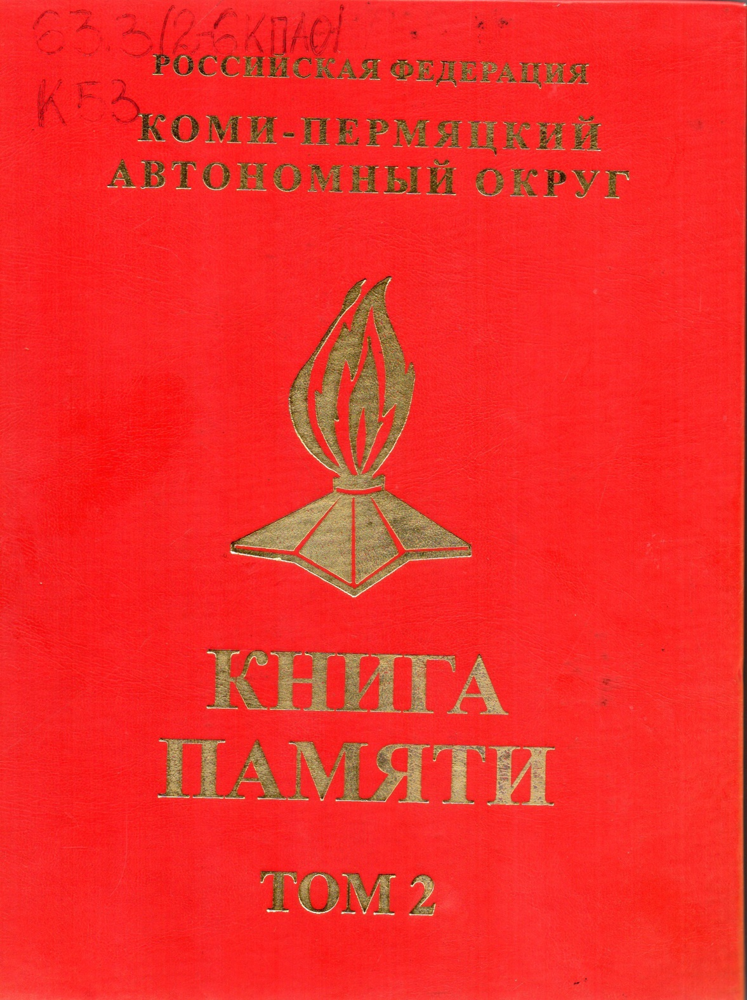 63.3(2-6КПАО)
РОССИЙСКАЯ ФЕДЕРАЦИЯ
К53
КОМИ-ПЕРМЯЦКИЙ
АВТОНОМНЫЙ ОКРУГ
КНИГА
ПАМЯТИ
ТОМ 2